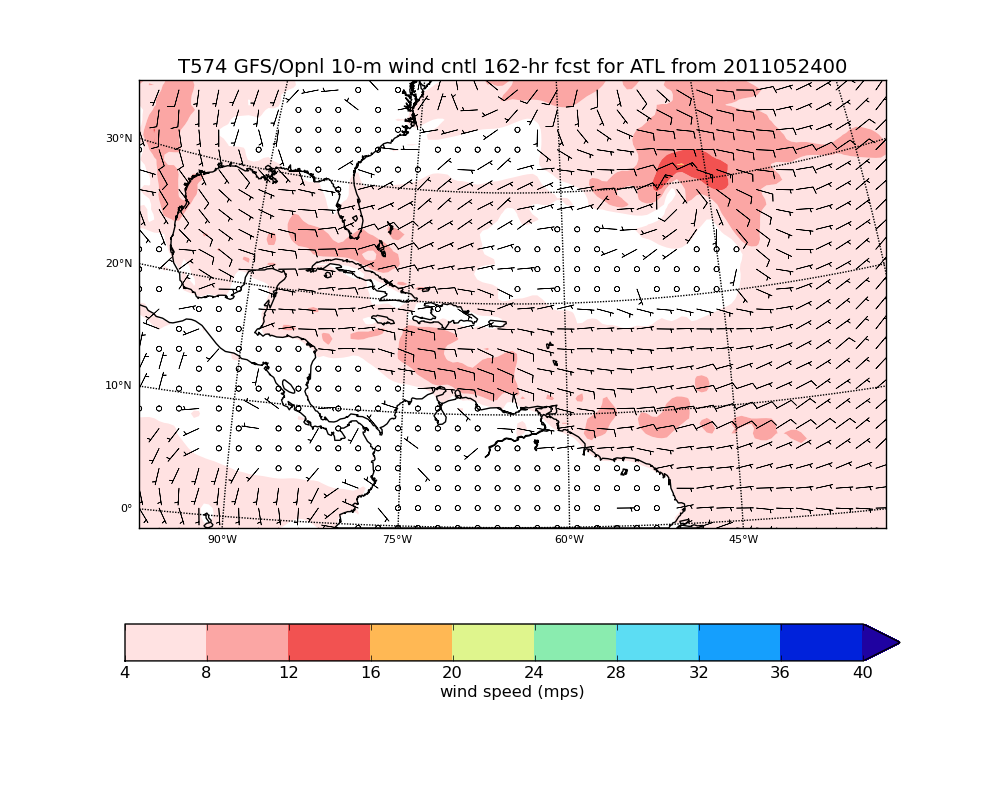 T574 GFS/Opnl 10-m wind cntl 162-hr fcst for ATL from 2011052400
30°N
20°N
10°N
0°
90°W 75°W 60°W 45°W
4 8 12 16 20 24 28 32 36 40
wind speed (mps)